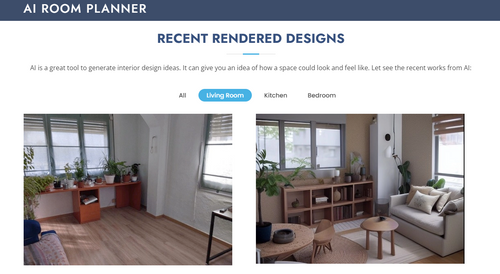 AI ROOM PLANNER
RECENT RENDERED DESIGNS
AI is a great tool to generate interior design ideas. It can give you an idea of how a space could look and feel like. Let see the recent works from AI:
All Living Room Kitchen Bedroom